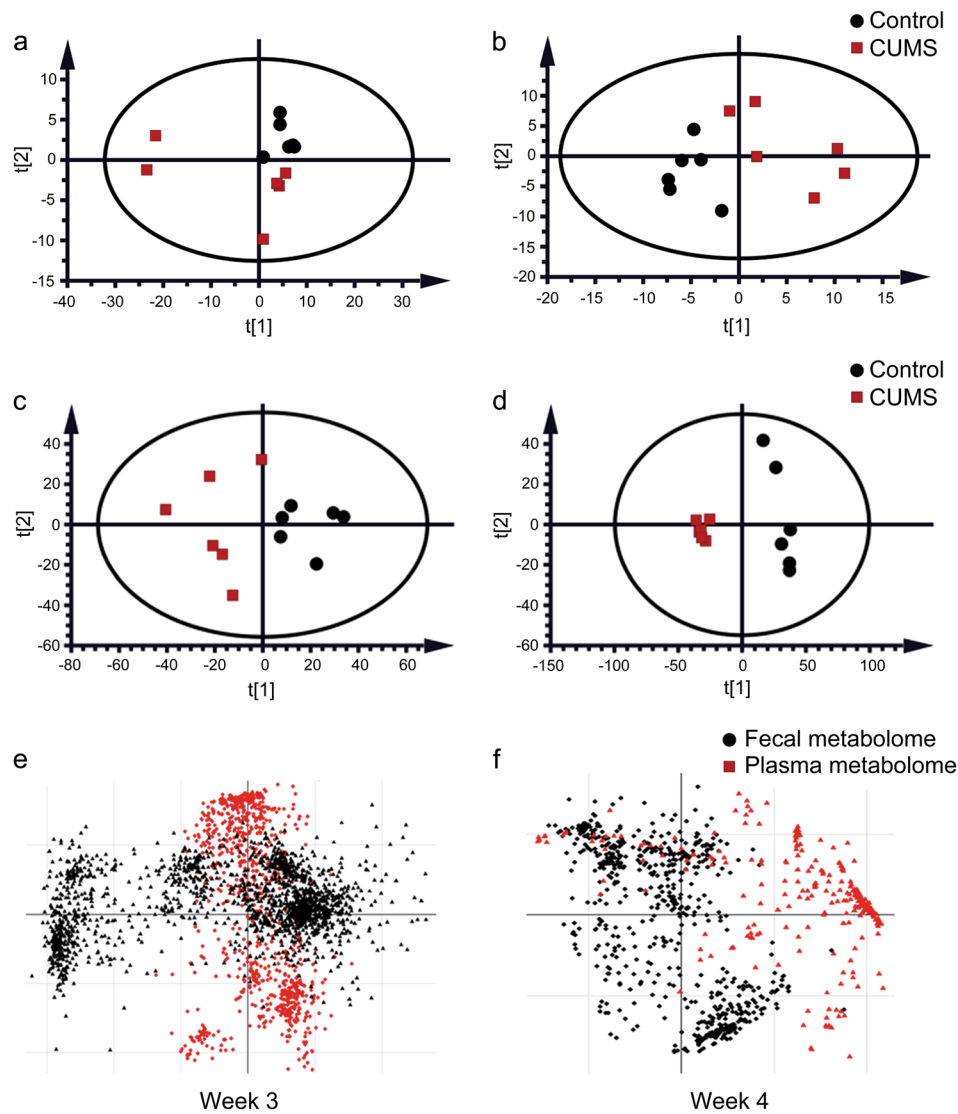 a
b
Control
CUMS
t[2]
10
5
0
-5
-10
-15
-40 -30 -20 -10 0 10 20 30
t[1]
t[2]
10
5
0
-5
-10
-15
-20
-20 -15 -10 -5 0 5 10 15
t[1]
c
d
Control
CUMS
t[2]
40
20
0
-20
-40
-60
-80 -60 -40 -20 0 20 40 60
t[1]
t[2]
40
20
0
-20
-40
-60
-150 -100 -50 0 50 100
t[1]
e
f
Fecal metabolome
Plasma metabolome
Week 3
Week 4